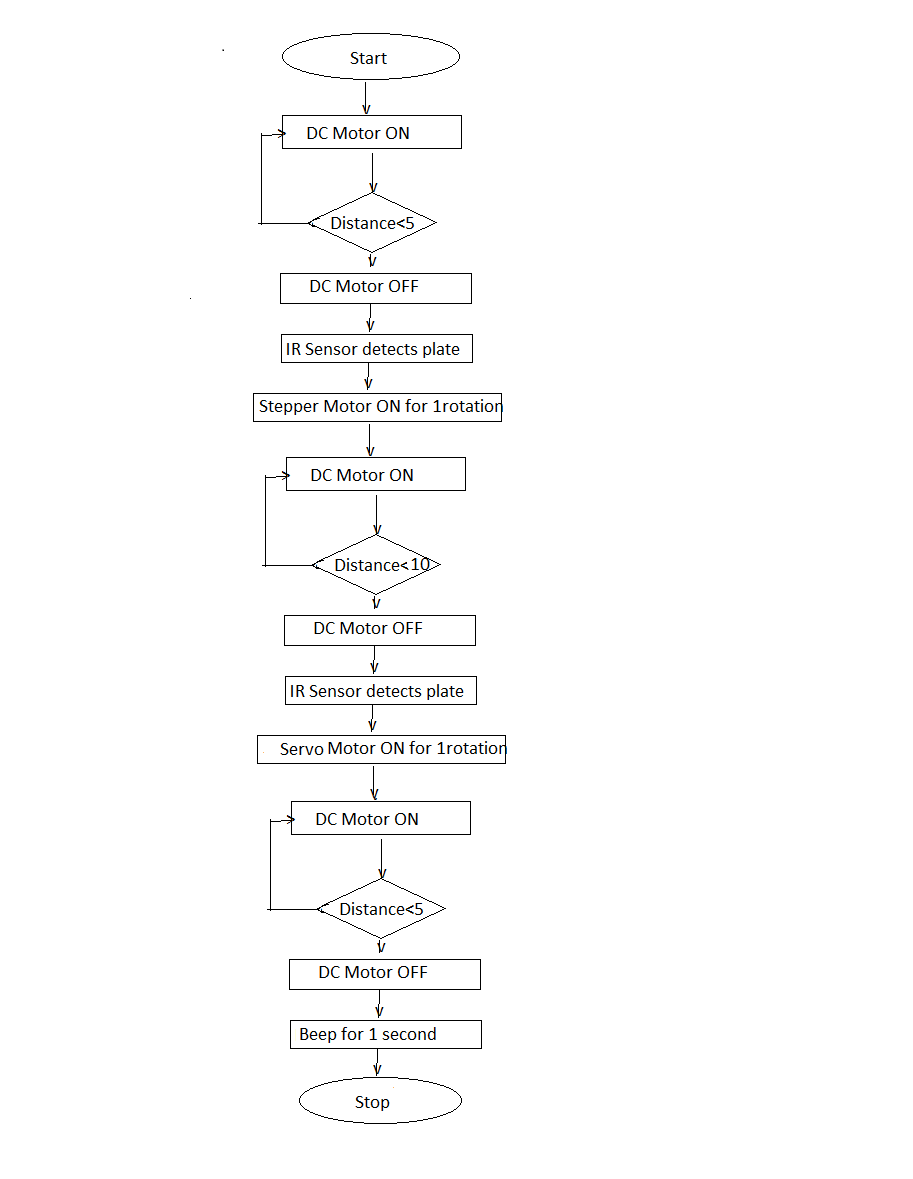 Start
DC Motor ON
Distance<5
DC Motor OFF
IR Sensor detects plate
Stepper Motor ON for 1rotation
DC Motor ON
Distance<10
DC Motor OFF
IR Sensor detects plate
Servo Motor ON for 1rotation
DC Motor ON
Distance<5
DC Motor OFF
Beep for 1 second
Stop